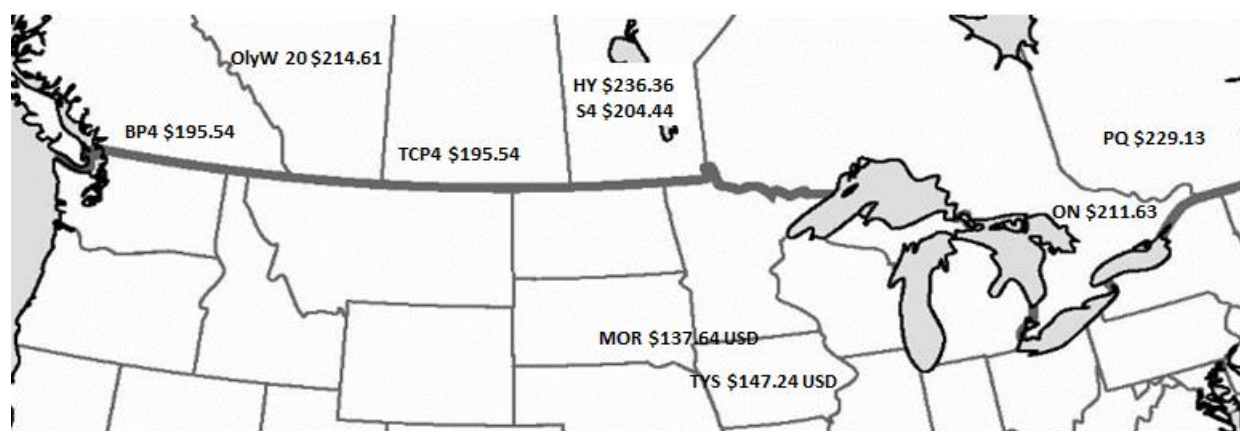 OlyW 20 $214.61
HY $236.36
S4 $204.44
BP4 $195.54
TCP4 $195.54
PQ $229.13
ON $211.63
MOR $137.64 USD
TYS $147.24 USD